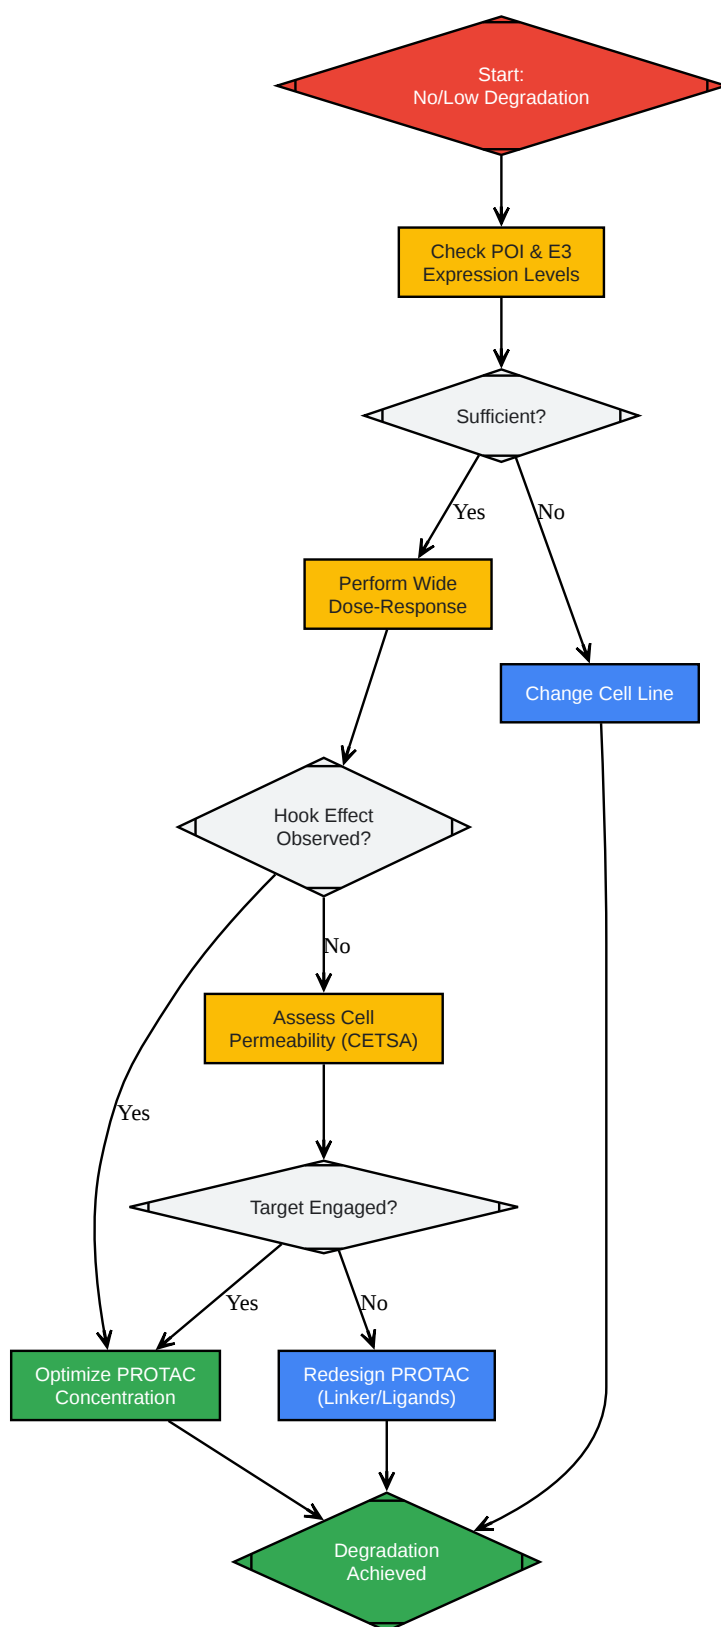 Start:
No/Low Degradation
Check POI & E3
Expression Levels
Sufficient?
Yes
No
Perform Wide
Dose-Response
Change Cell Line
Hook Effect
Observed?
No
Assess Cell
Permeability (CETSA)
Yes
Target Engaged?
Yes
No
Optimize PROTAC
Concentration
Redesign PROTAC
(Linker/Ligands)
Degradation
Achieved